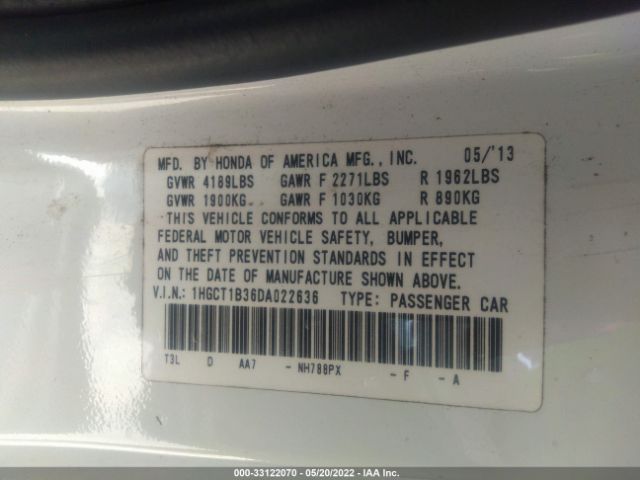 MFD. BY HONDA OF AMERICA MFG., INC. 05/'13
GVWR 4189LBS GAWR F 2271LBS R 1962LBS
GVWR 1900KG GAWR F 1030KG R 890KG
THIS VEHICLE CONFORMS TO ALL APPLICABLE
FEDERAL MOTOR VEHICLE SAFETY, BUMPER,
AND THEFT PREVENTION STANDARDS IN EFFECT
ON THE DATE OF MANUFACTURE SHOWN ABOVE.
V.I.N.: 1HGCT1B36DA022636 TYPE: PASSENGER CAR
T3L D AA7 - NH788PX - F - A
000-33122070 - 05/20/2022 - IAA Inc.